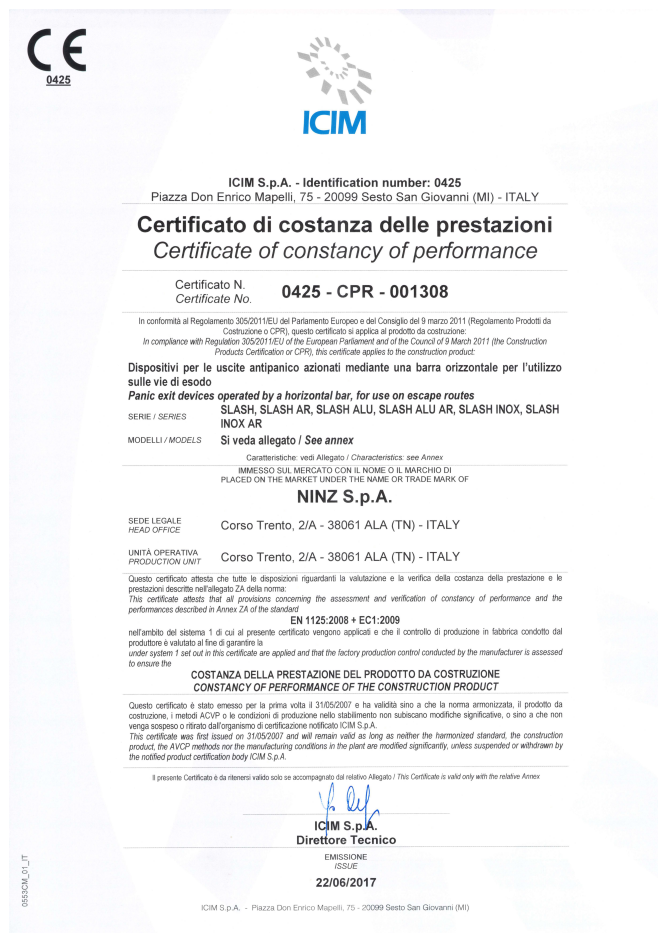 CE
0425
ICIM
ICIM S.p.A. - Identification number: 0425
Piazza Don Enrico Mapelli, 75 - 20099 Sesto San Giovanni (MI) - ITALY
Certificato di costanza delle prestazioni
Certificate of constancy of performance
Certificato N.
Certificate No.
0425 - CPR - 001308
In conformità al Regolamento 305/2011/EU del Parlamento Europeo e del Consiglio del 9 marzo 2011 (Regolamento Prodotti da
Costruzione o CPR), questo certificato si applica al prodotto da costruzione:
In compliance with Regulation 305/2011/EU of the European Parliament and of the Council of 9 March 2011 (the Construction
Products Certification or CPR), this certificate applies to the construction product:
Dispositivi per le uscite antipanico azionati mediante una barra orizzontale per l'utilizzo
sulle vie di esodo
Panic exit devices operated by a horizontal bar, for use on escape routes
SERIE / SERIES
SLASH, SLASH AR, SLASH ALU, SLASH ALU AR, SLASH INOX, SLASH
INOX AR
MODELLI / MODELS
Si veda allegato / See annex
Caratteristiche: vedi Allegato / Characteristics: see Annex
IMMESSO SUL MERCATO CON IL NOME O IL MARCHIO DI
PLACED ON THE MARKET UNDER THE NAME OR TRADE MARK OF
NINZ S.p.A.
SEDE LEGALE
HEAD OFFICE
Corso Trento, 2/A - 38061 ALA (TN) - ITALY
UNITÀ OPERATIVA
PRODUCTION UNIT
Corso Trento, 2/A - 38061 ALA (TN) - ITALY
Questo certificato attesta che tutte le disposizioni riguardanti la valutazione e la verifica della costanza della prestazione e le
prestazioni descritte nell'allegato ZA della norma:
This certificate attests that all provisions concerning the assessment and verification of constancy of performance and the
performances described in Annex ZA of the standard
EN 1125:2008 + EC1:2009
nell'ambito del sistema 1 di cui al presente certificato vengono applicati e che il controllo di produzione in fabbrica condotto dal
produttore è valutato al fine di garantire la
under system 1 set out in this certificate are applied and that the factory production control conducted by the manufacturer is assessed
to ensure the
COSTANZA DELLA PRESTAZIONE DEL PRODOTTO DA COSTRUZIONE
CONSTANCY OF PERFORMANCE OF THE CONSTRUCTION PRODUCT
Questo certificato è stato emesso per la prima volta il 31/05/2007 e ha validità sino a che la norma armonizzata, il prodotto da
costruzione, i metodi ACVP o le condizioni di produzione nello stabilimento non subiscano modifiche significative, o sino a che non
venga sospeso o ritirato dall'organismo di certificazione notificato ICIM S.p.A.
This certificate was first issued on 31/05/2007 and will remain valid as long as neither the harmonized standard, the construction
product, the AVCP methods nor the manufacturing conditions in the plant are modified significantly, unless suspended or withdrawn by
the notified product certification body ICIM S.p.A.
Il presente Certificato è da ritenersi valido solo se accompagnato dal relativo Allegato / This Certificate is valid only with the relative Annex
ICIM S.p.A.
Direttore Tecnico
EMISSIONE
ISSUE
22/06/2017
0553CM_01_IT
ICIM S.p.A. – Piazza Don Enrico Mapelli, 75 - 20099 Sesto San Giovanni (MI)